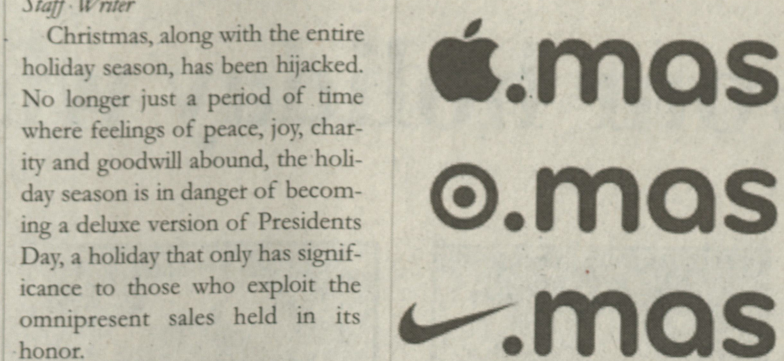 Staff Writer
Christmas, along with the entire
holiday season, has been hijacked.
No longer just a period of time
where feelings of peace, joy, char-
ity and goodwill abound, the holi-
day season is in danger of becom-
ing a deluxe version of Presidents
Day, a holiday that only has signif-
icance to those who exploit the
omnipresent sales held in its
honor.
.mas
.mas
.mas